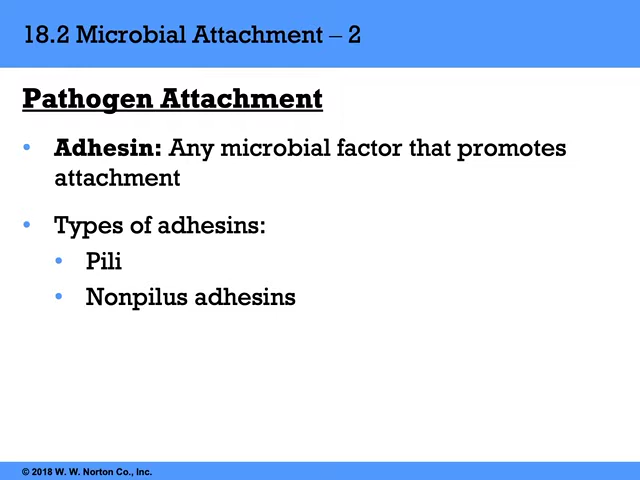 18.2 Microbial Attachment – 2
Pathogen Attachment
• Adhesin: Any microbial factor that promotes
attachment
• Types of adhesins:
• Pili
• Nonpilus adhesins
© 2018 W. W. Norton Co., Inc.